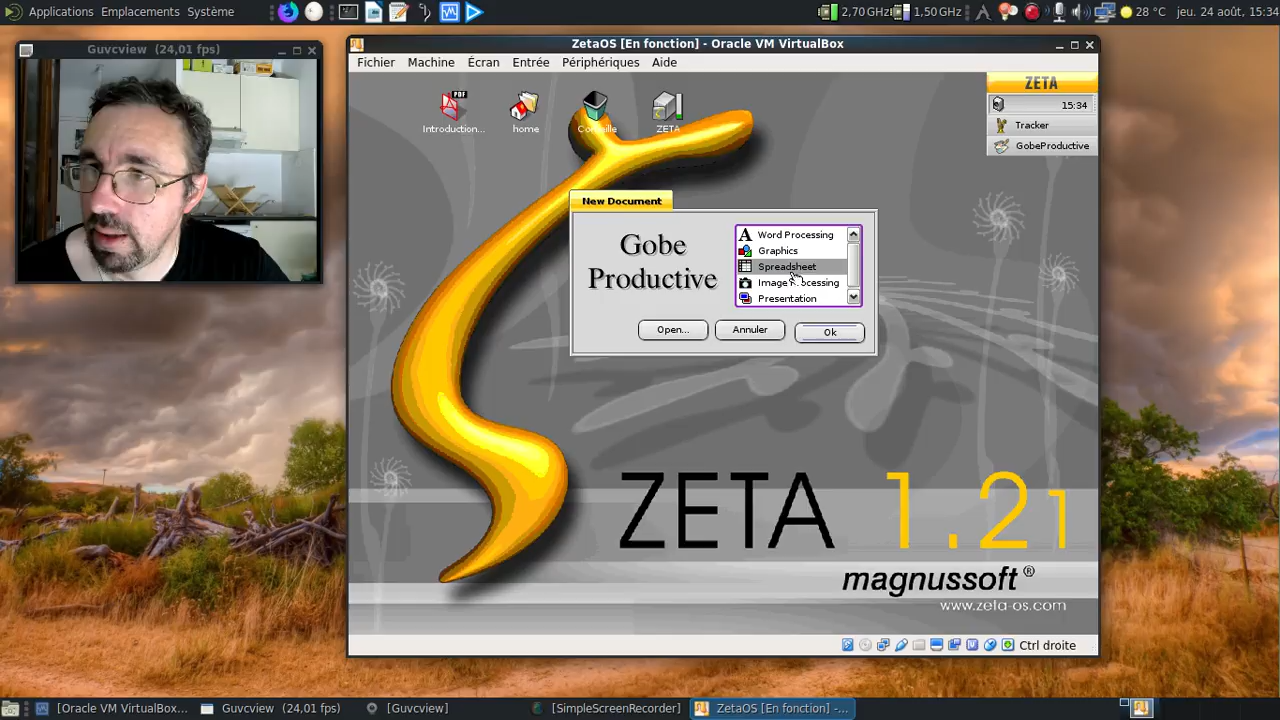 Applications Emplacements Système
2,70 GHz 1,50 GHz 28 °C jeu. 24 août, 15:34
Guvcview (24,01 fps)
ZetaOS [En fonction] - Oracle VM VirtualBox
Fichier Machine Écran Entrée Périphériques Aide
PDF
Introduction... home Corbeille ZETA
ZETA
15:34
Tracker
GobeProductive
New Document
Gobe
Productive
Word Processing
Graphics
Spreadsheet
Image Processing
Presentation
Open... Annuler Ok
ZETA 1.21
magnussoft ®
www.zeta-os.com
Ctrl droite
[Oracle VM VirtualBox... Guvcview (24,01 fps) [Guvcview] [SimpleScreenRecorder] ZetaOS [En fonction] - ...